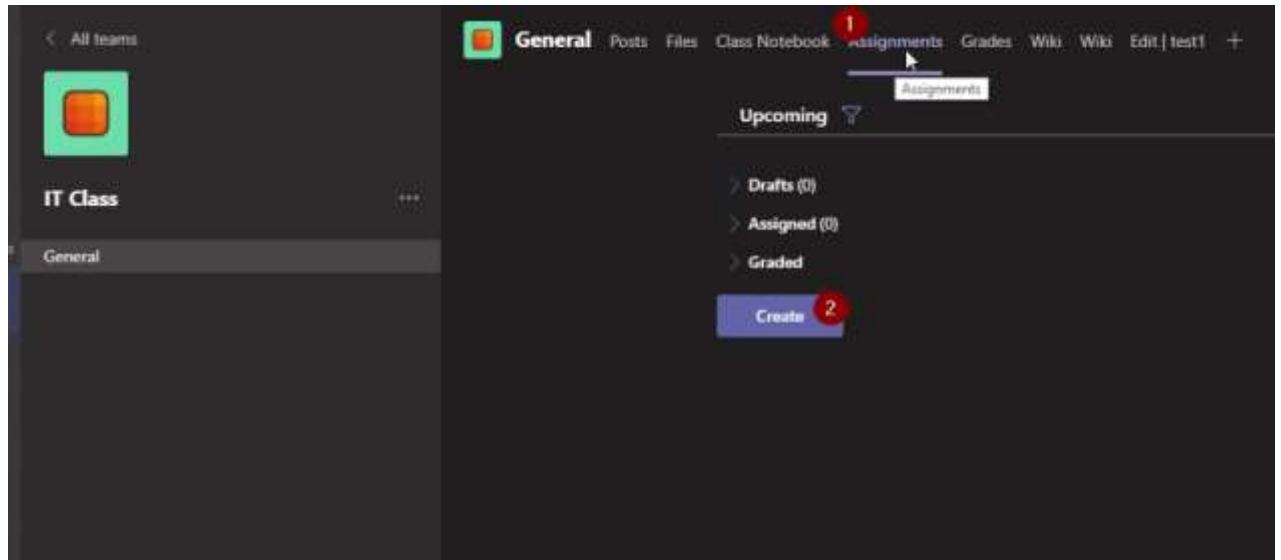 All teams
IT Class
General
General Posts Files Class Notebook Assignments Grades Wiki Wiki Edit | test1 +
1
Assignments
Upcoming
Drafts (0)
Assigned (0)
Graded
Create 2